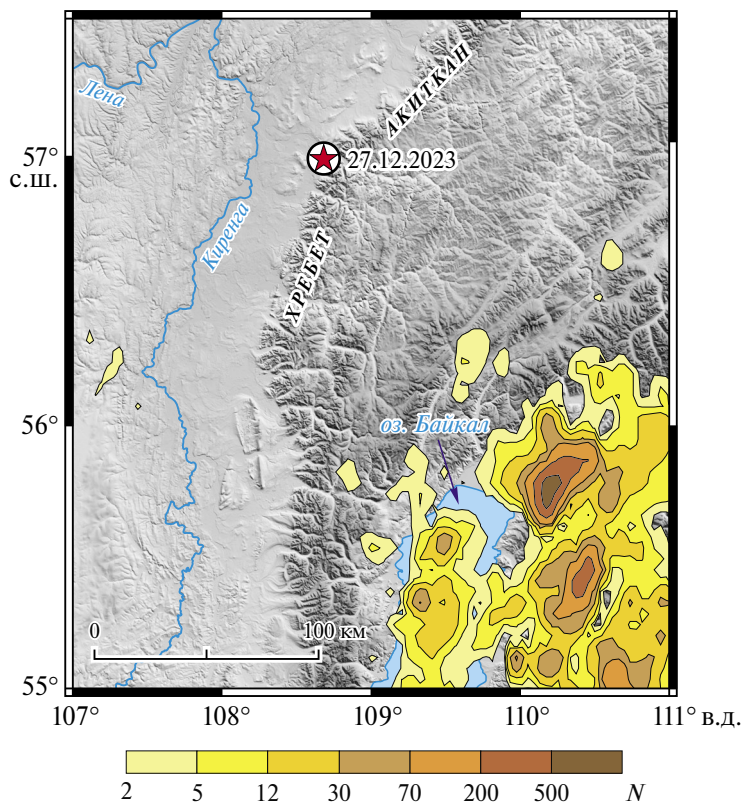 Лена
АКИТКАН
57°
с.ш.
27.12.2023
Киренга
ХРЕБЕТ
56°
оз. Байкал
0 100 км
55°
107° 108° 109° 110° 111° в.д.
2 5 12 30 70 200 500 N